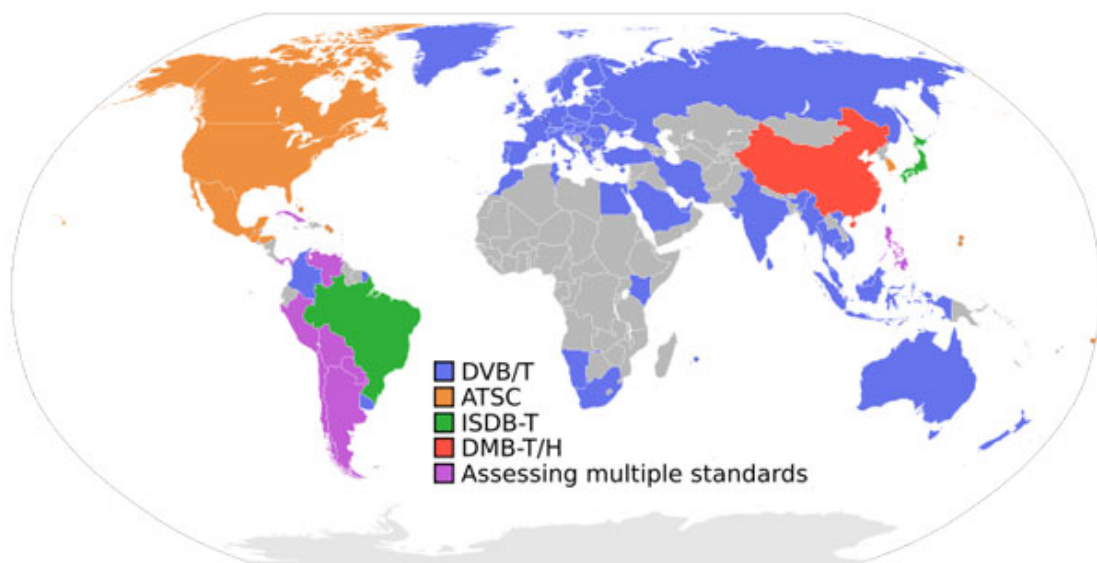 DVB/T
ATSC
ISDB-T
DMB-T/H
Assessing multiple standards